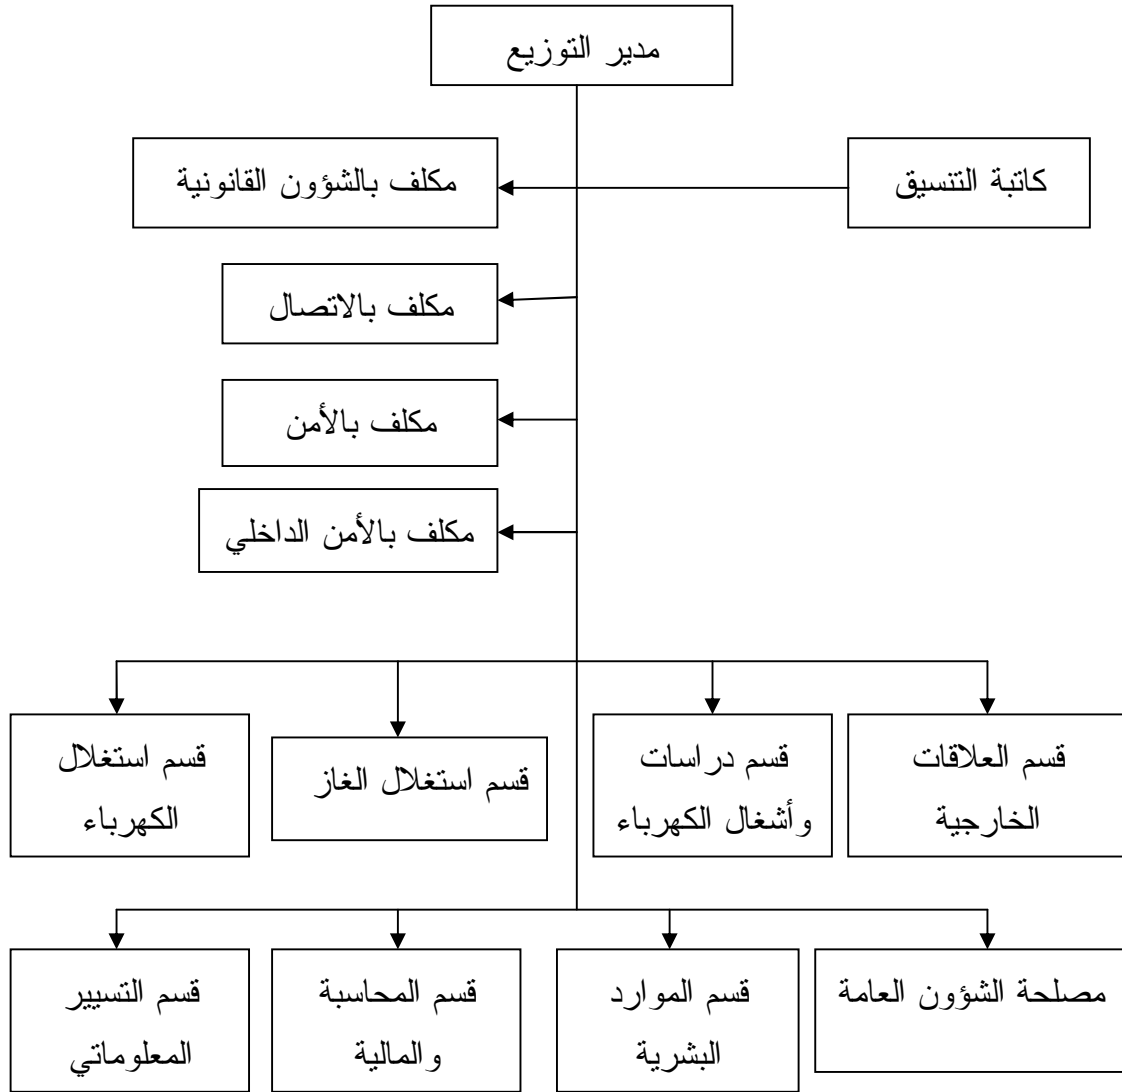 مدير التوزيع
كاتبة التنسيق
مكلف بالشؤون القانونية
مكلف بالاتصال
مكلف بالأمن
مكلف بالأمن الداخلي
قسم العلاقات
الخارجية
قسم دراسات
وأشغال الكهرباء
قسم استغلال الغاز
قسم استغلال
الكهرباء
مصلحة الشؤون العامة
قسم الموارد
البشرية
قسم المحاسبة
والمالية
قسم التسيير
المعلوماتي